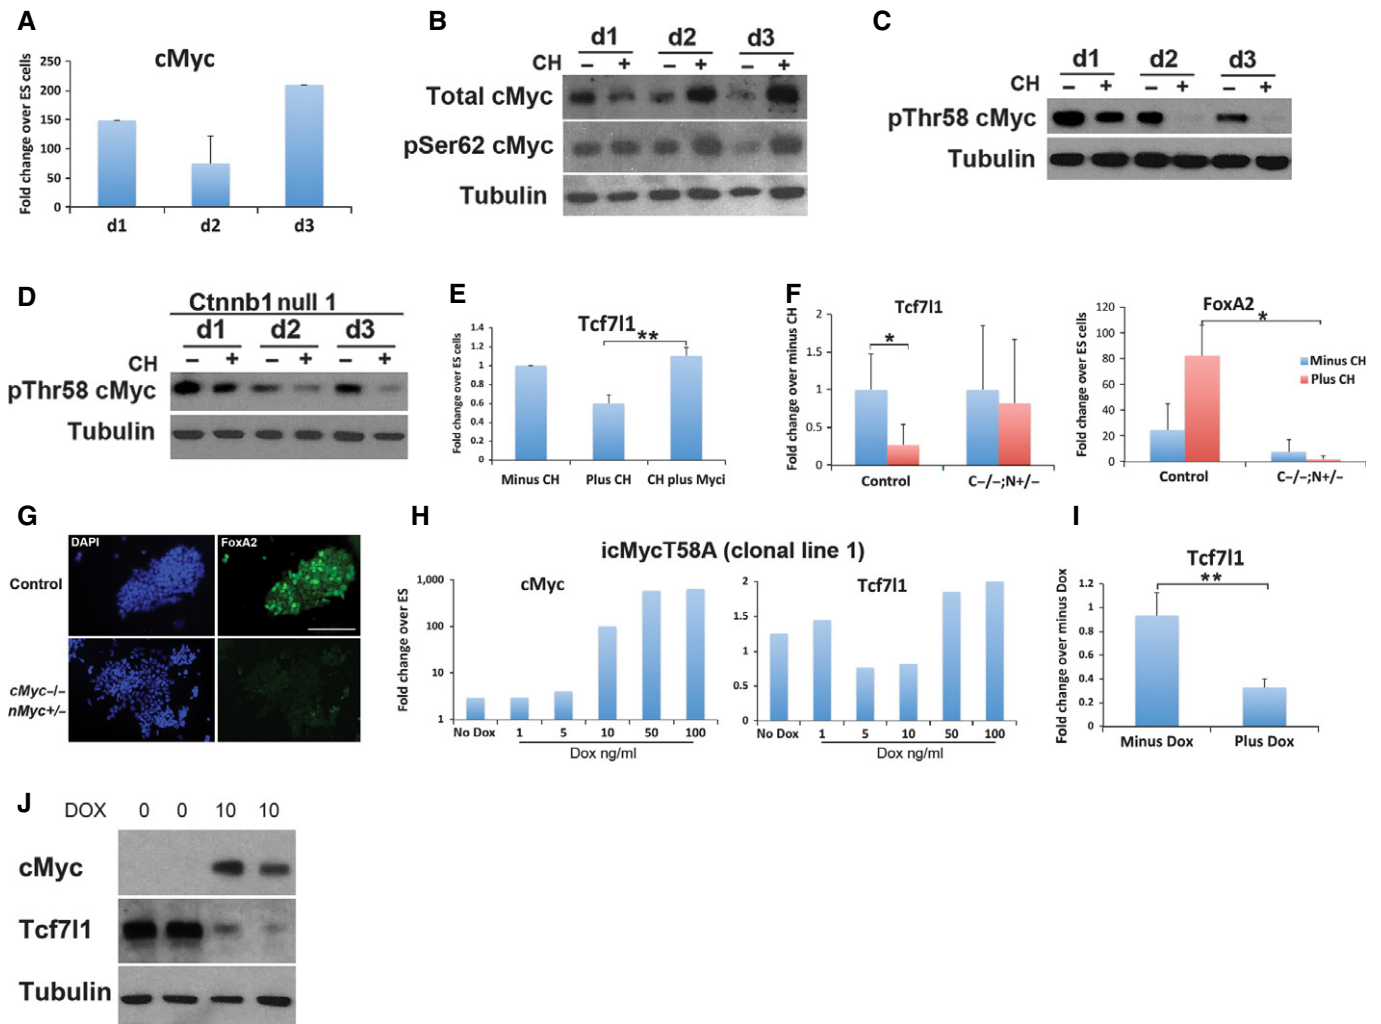 A
cMyc
Fold change over ES cells
250
200
150
100
50
0
d1 d2 d3
B
d1 d2 d3
CH – + – + – +
Total cMyc
pSer62 cMyc
Tubulin
C
d1 d2 d3
CH – + – + – +
pThr58 cMyc
Tubulin
D
Ctnnb1 null 1
d1 d2 d3
CH – + – + – +
pThr58 cMyc
Tubulin
E
Tcf7l1
**
Fold change over ES cells
1.4
1.2
1
0.8
0.6
0.4
0.2
0
Minus CH Plus CH CH plus Myci
F
Tcf7l1
*
Fold change over minus CH
2
1.5
1
0.5
0
Control C–/–;N+/–
FoxA2
*
Fold change over ES cells
120
100
80
60
40
20
0
Control C–/–;N+/–
Minus CH
Plus CH
G
DAPI FoxA2
Control
cMyc–/–
nMyc+/–
H
icMycT58A (clonal line 1)
cMyc
Fold change over ES
1,000
100
10
1
No Dox 1 5 10 50 100
Dox ng/ml
Tcf7l1
2
1.5
1
0.5
0
No Dox 1 5 10 50 100
Dox ng/ml
I
Tcf7l1
**
Fold change over minus Dox
1.2
1
0.8
0.6
0.4
0.2
0
Minus Dox Plus Dox
J
DOX 0 0 10 10
cMyc
Tcf7l1
Tubulin